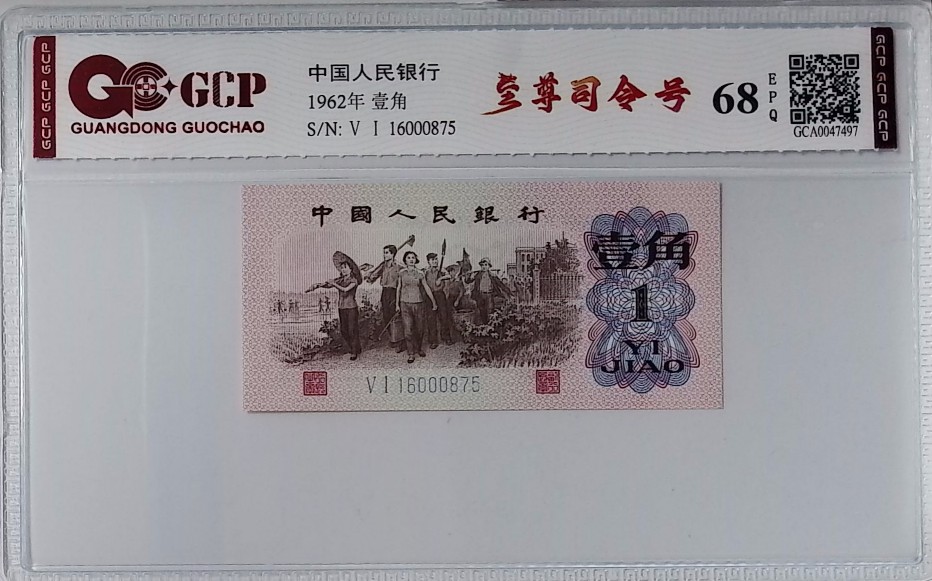 GCP GCP GCP
GCP
GUANGDONG GUOCHAO
中国人民银行
1962年 壹角
S/N: V I 16000875
至尊司令号
68
EPQ
GCA0047497
GCP GCP GCP
中國人民銀行
壹角
1
YI
JIAO
V I 16000875